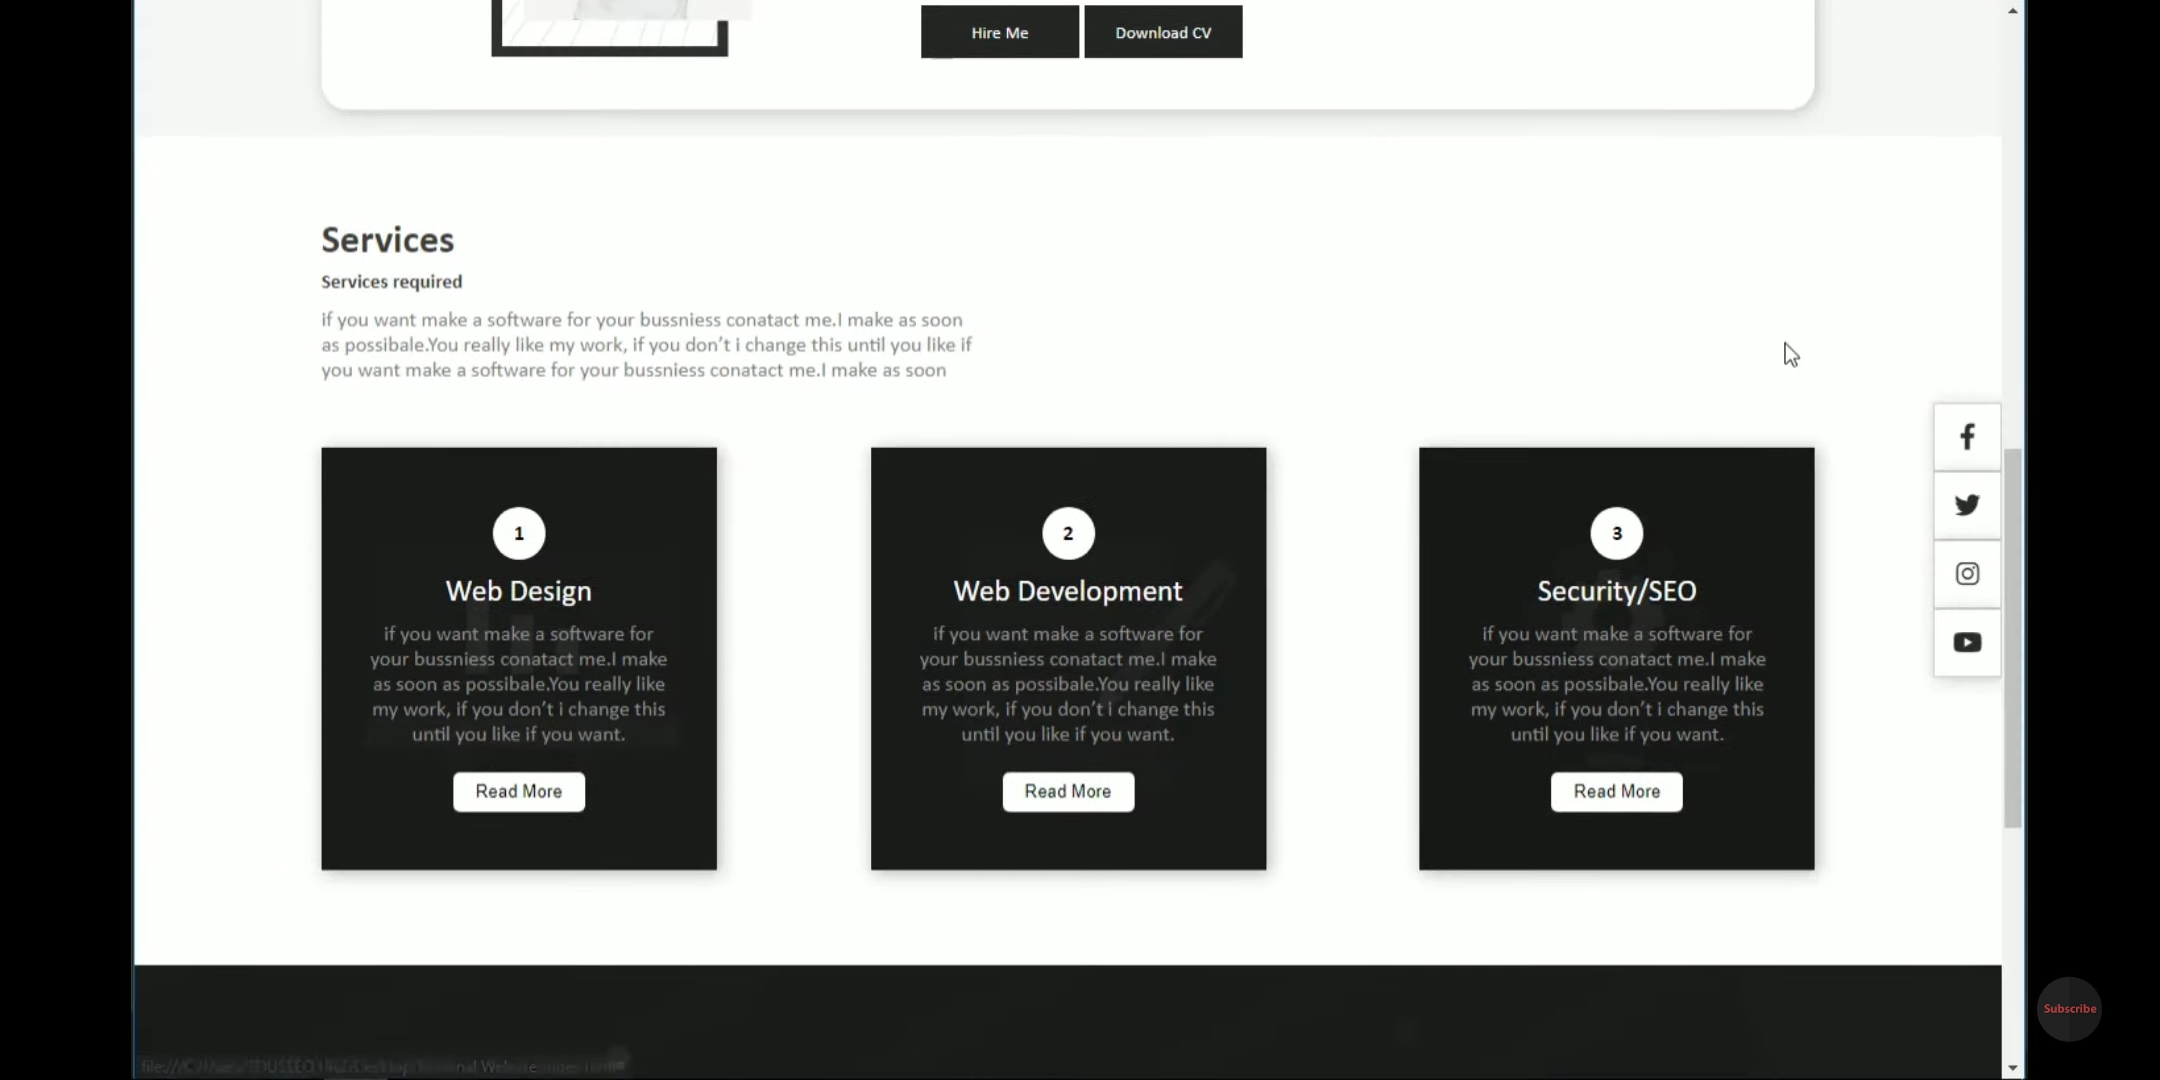 Hire Me
Download CV
Services
Services required
if you want make a software for your bussniess conatact me.I make as soon
as possibale.You really like my work, if you don’t i change this until you like if
you want make a software for your bussniess conatact me.I make as soon
1
Web Design
if you want make a software for
your bussniess conatact me.I make
as soon as possibale.You really like
my work, if you don’t i change this
until you like if you want.
Read More
2
Web Development
if you want make a software for
your bussniess conatact me.I make
as soon as possibale.You really like
my work, if you don’t i change this
until you like if you want.
Read More
3
Security/SEO
if you want make a software for
your bussniess conatact me.I make
as soon as possibale.You really like
my work, if you don’t i change this
until you like if you want.
Read More
Subscribe